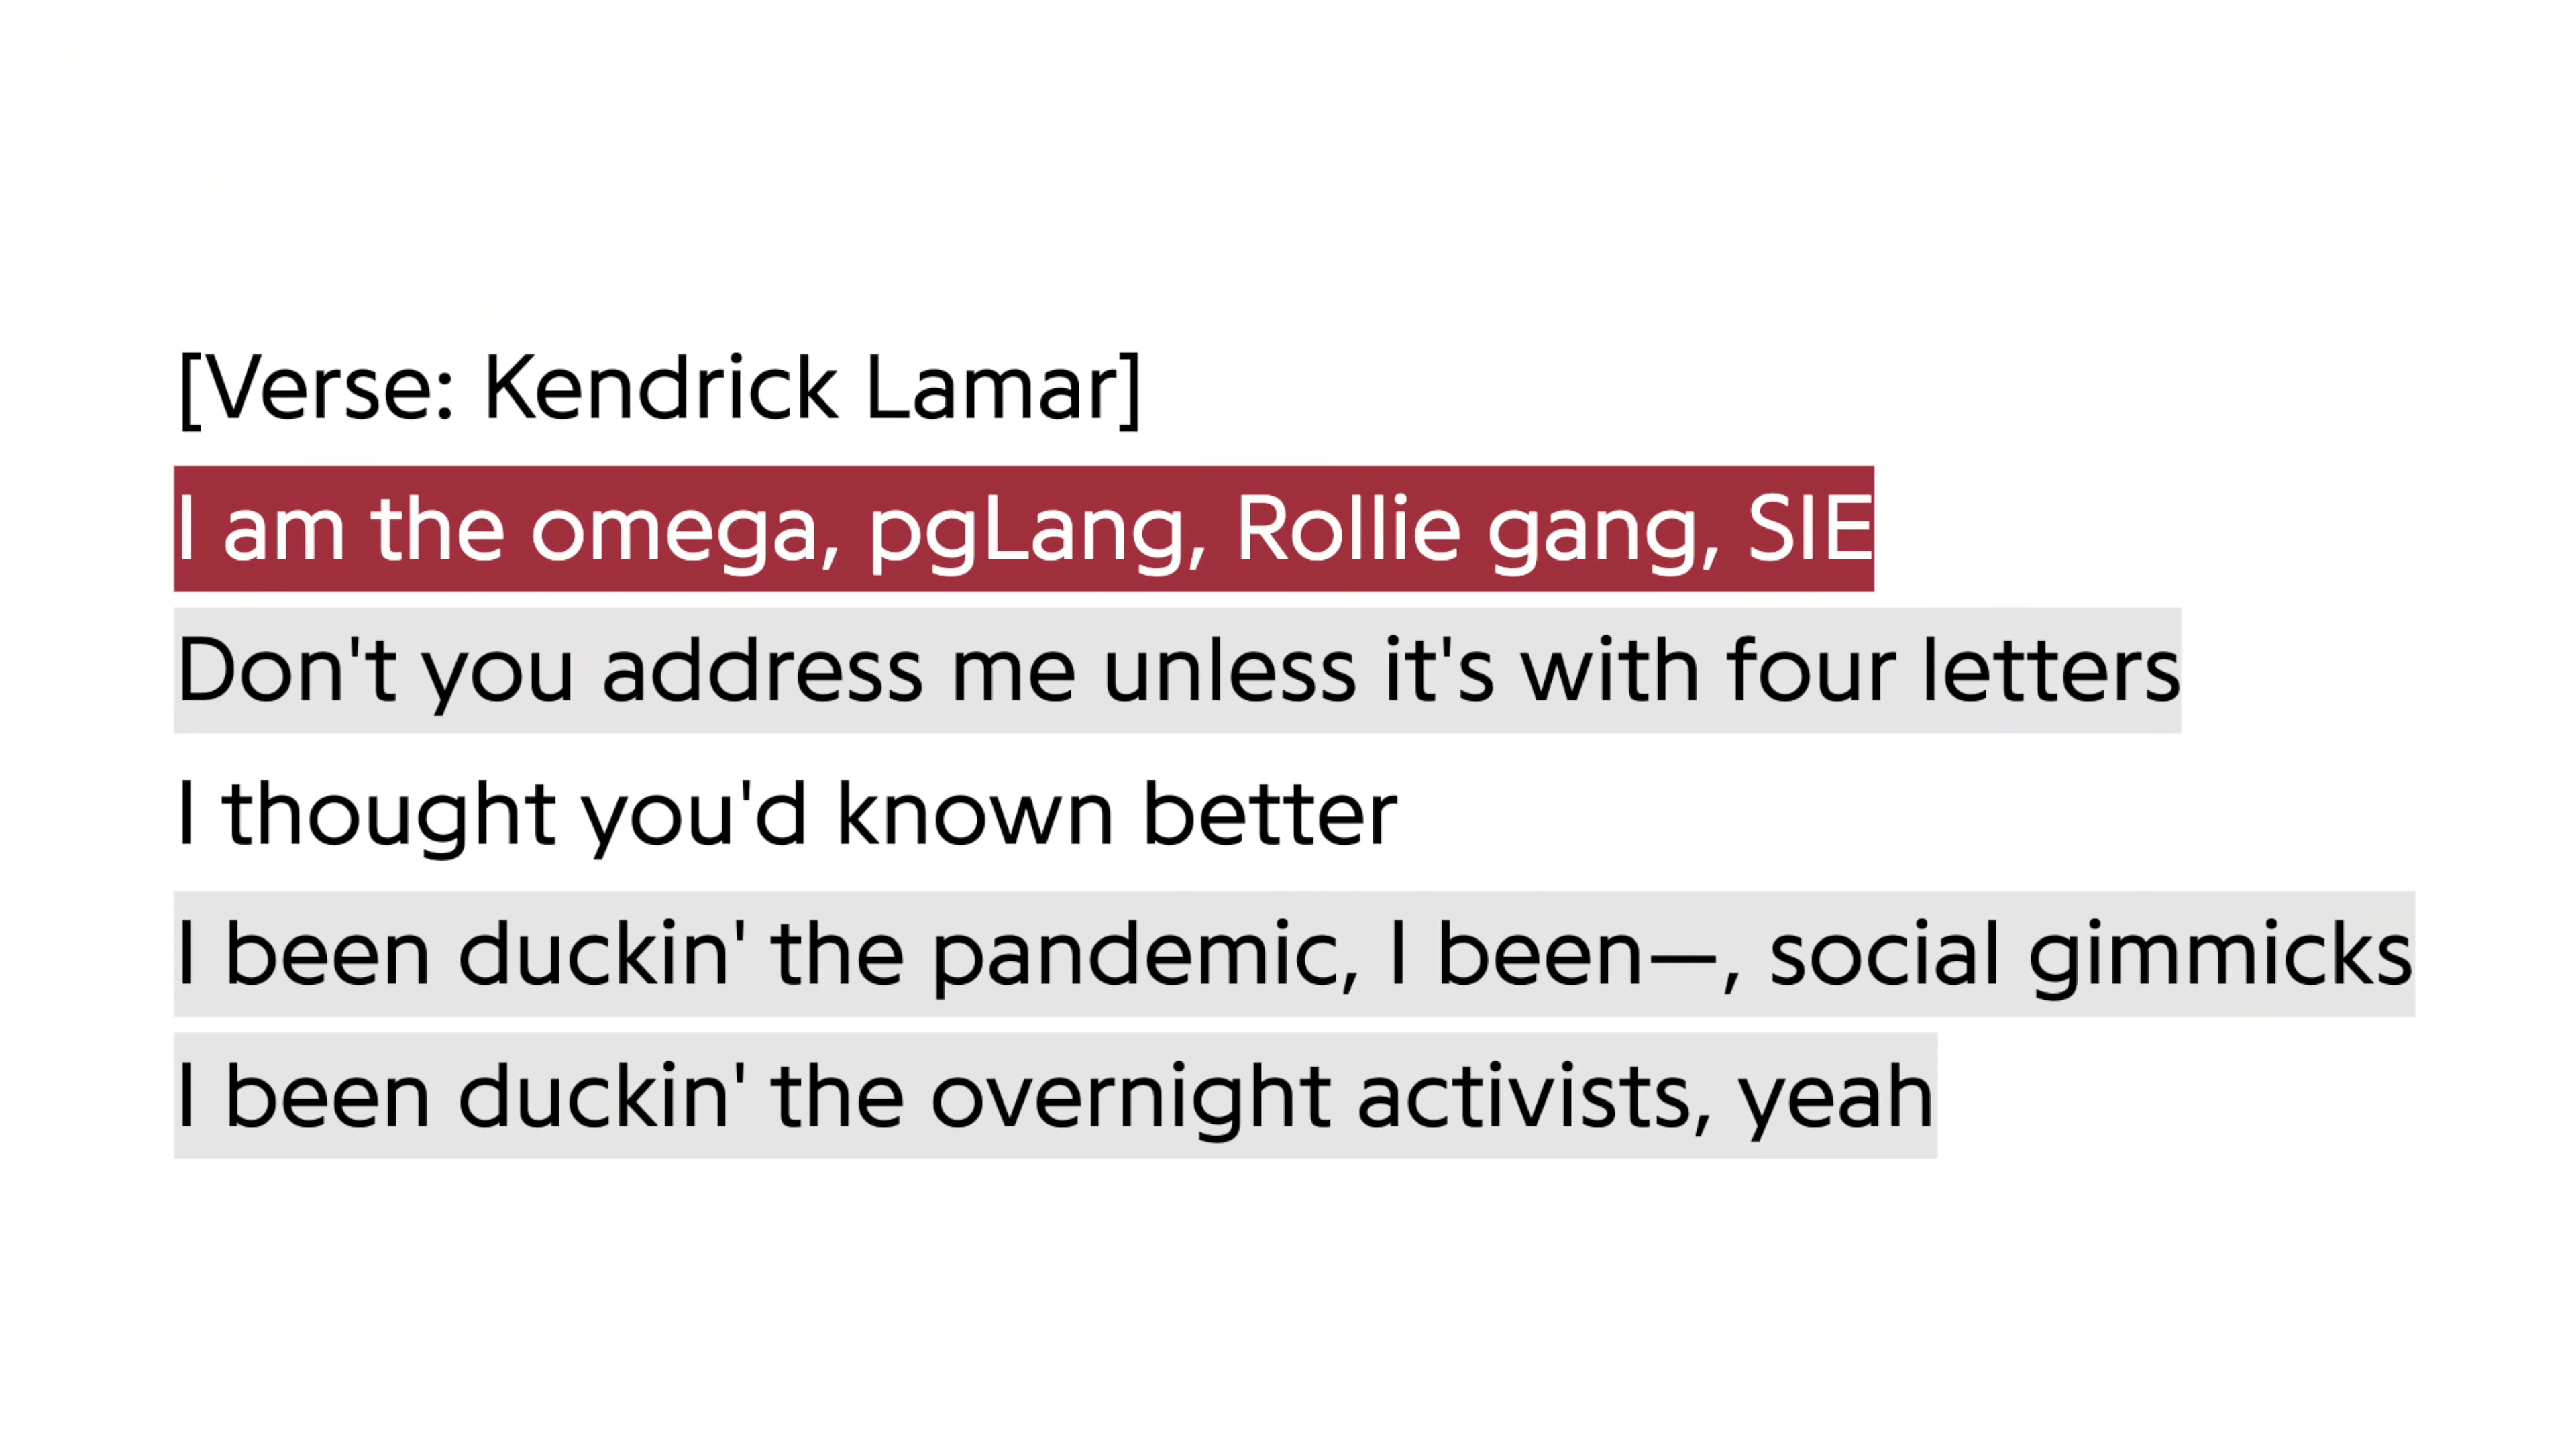 [Verse: Kendrick Lamar]
I am the omega, pgLang, Rollie gang, SIE
Don't you address me unless it's with four letters
I thought you'd known better
I been duckin' the pandemic, I been—, social gimmicks
I been duckin' the overnight activists, yeah